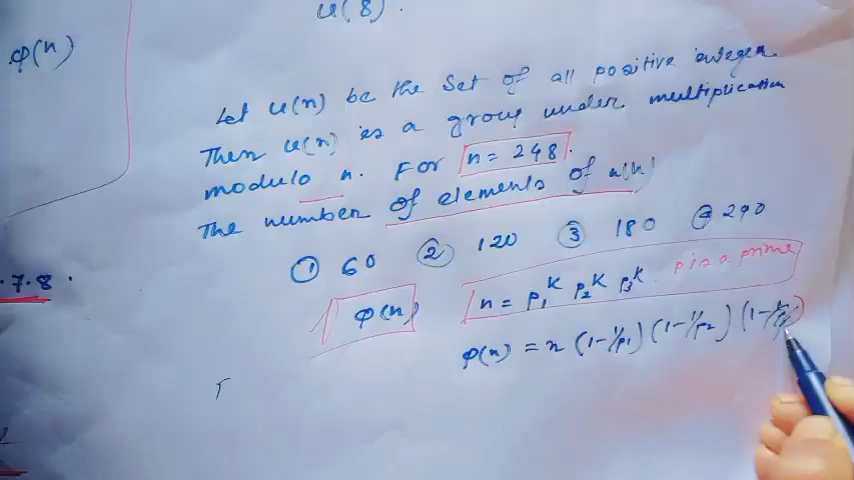 U(8).
φ(n)
Let U(n) be the set of all positive integer
Then U(n) is a group under multiplication
modulo n. For n = 248.
The number of elements of u(n)
① 60 ② 120 ③ 180 ④ 240
7.8.
φ(n) n = p₁ᴷ p₂ᴷ p₃ᴷ. p is a prime
φ(n) = n (1-1/p₁) (1-1/p₂) (1-